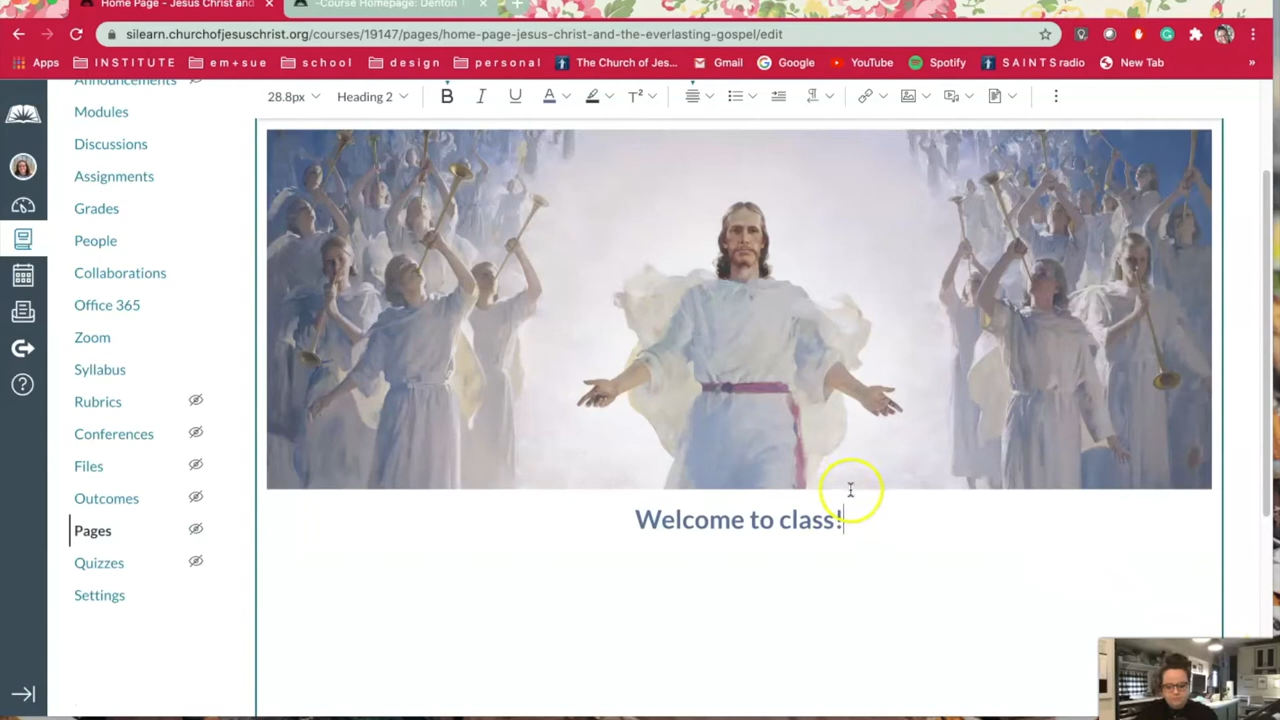 Home Page - Jesus Christ and
-Course Homepage: Denton
silearn.churchofjesuschrist.org/courses/19147/pages/home-page-jesus-christ-and-the-everlasting-gospel/edit
Apps INSTITUTE em+sue school design personal The Church of Jes... Gmail Google YouTube Spotify SAINTS radio New Tab »
Announcements
28.8px Heading 2 B I U A T²
Modules
Discussions
Assignments
Grades
People
Collaborations
Office 365
Zoom
Syllabus
Rubrics
Conferences
Files
Outcomes
Pages
Quizzes
Settings
Welcome to class!